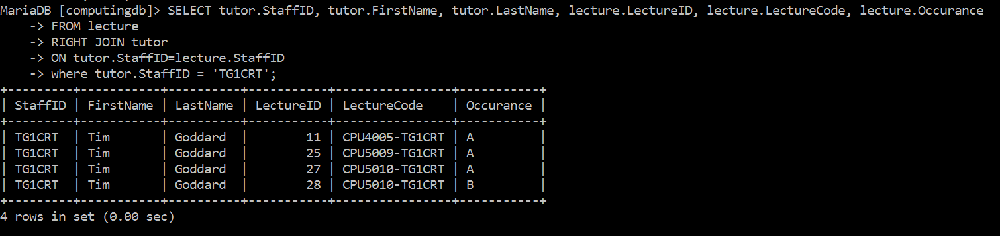 MariaDB [computingdb]> SELECT tutor.StaffID, tutor.FirstName, tutor.LastName, lecture.LectureID, lecture.LectureCode, lecture.Occurance
    -> FROM lecture
    -> RIGHT JOIN tutor
    -> ON tutor.StaffID=lecture.StaffID
    -> where tutor.StaffID = 'TG1CRT';
+---------+-----------+----------+-----------+----------------+-----------+
| StaffID | FirstName | LastName | LectureID | LectureCode    | Occurance |
+---------+-----------+----------+-----------+----------------+-----------+
| TG1CRT  | Tim       | Goddard  |        11 | CPU4005-TG1CRT | A         |
| TG1CRT  | Tim       | Goddard  |        25 | CPU5009-TG1CRT | A         |
| TG1CRT  | Tim       | Goddard  |        27 | CPU5010-TG1CRT | A         |
| TG1CRT  | Tim       | Goddard  |        28 | CPU5010-TG1CRT | B         |
+---------+-----------+----------+-----------+----------------+-----------+
4 rows in set (0.00 sec)